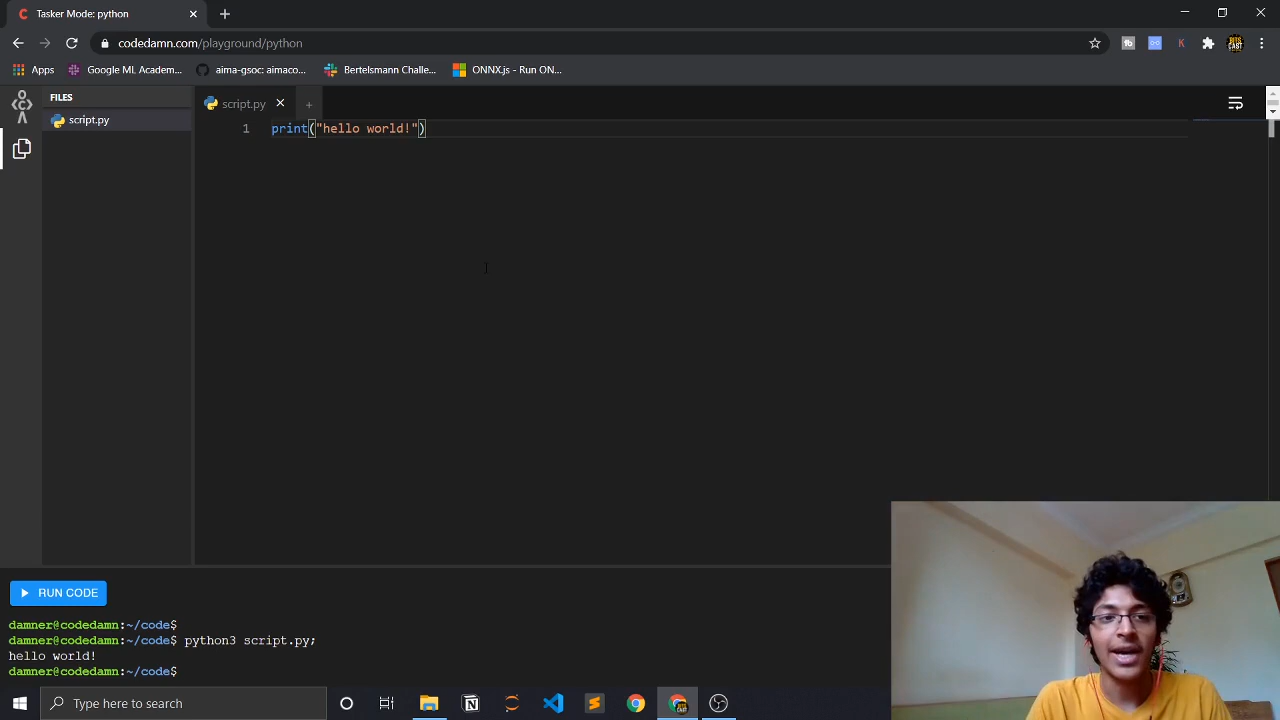 Tasker Mode: python
codedamn.com/playground/python
Apps Google ML Academ... aima-gsoc: aimaco... Bertelsmann Challe... ONNX.js - Run ON...
FILES
script.py
script.py
1 print("hello world!")
RUN CODE
damner@codedamn:~/code$
damner@codedamn:~/code$ python3 script.py;
hello world!
damner@codedamn:~/code$
Type here to search